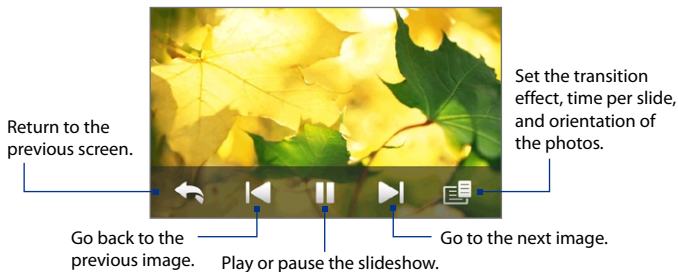 Set the transition
effect, time per slide,
and orientation of
the photos.
Return to the
previous screen.
Go back to the
previous image.
Play or pause the slideshow.
Go to the next image.